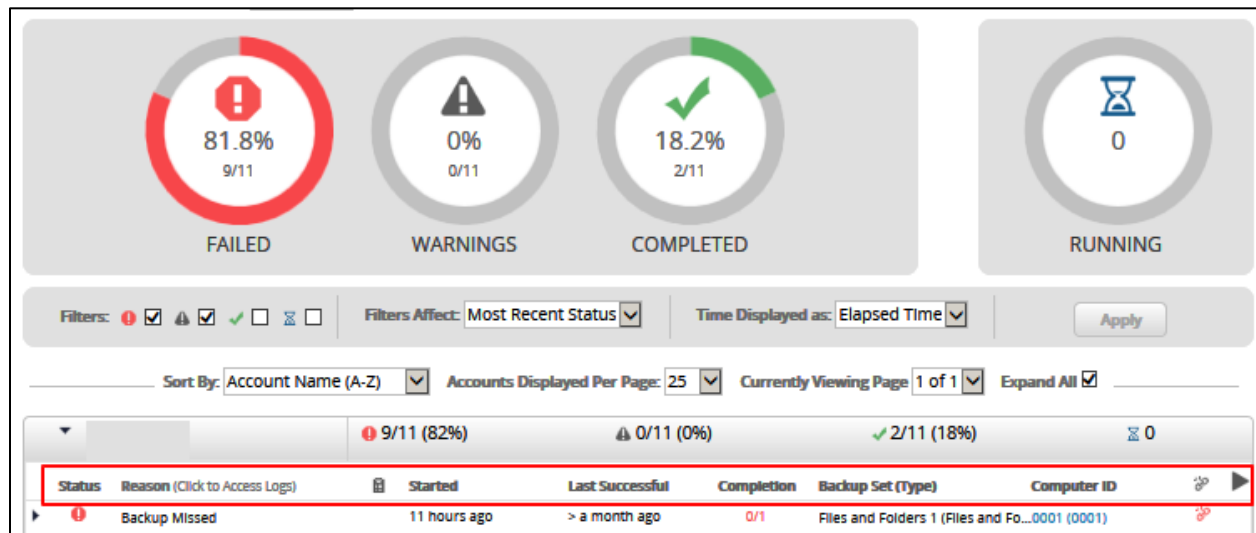 81.8%
9/11
FAILED
0%
0/11
WARNINGS
18.2%
2/11
COMPLETED
0
RUNNING
Filters: Filters Affect: Most Recent Status Time Displayed as: Elapsed Time Apply
Sort By: Account Name (A-Z) Accounts Displayed Per Page: 25 Currently Viewing Page 1 of 1 Expand All
9/11 (82%) 0/11 (0%) 2/11 (18%) 0
Status Reason (Click to Access Logs) Started Last Successful Completion Backup Set (Type) Computer ID
Backup Missed 11 hours ago > a month ago 0/1 Files and Folders 1 (Files and Fo...0001 (0001)